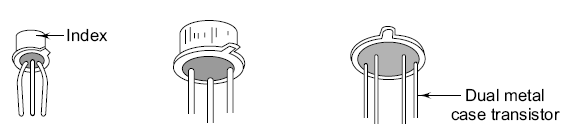 Index
Dual metal
case transistor